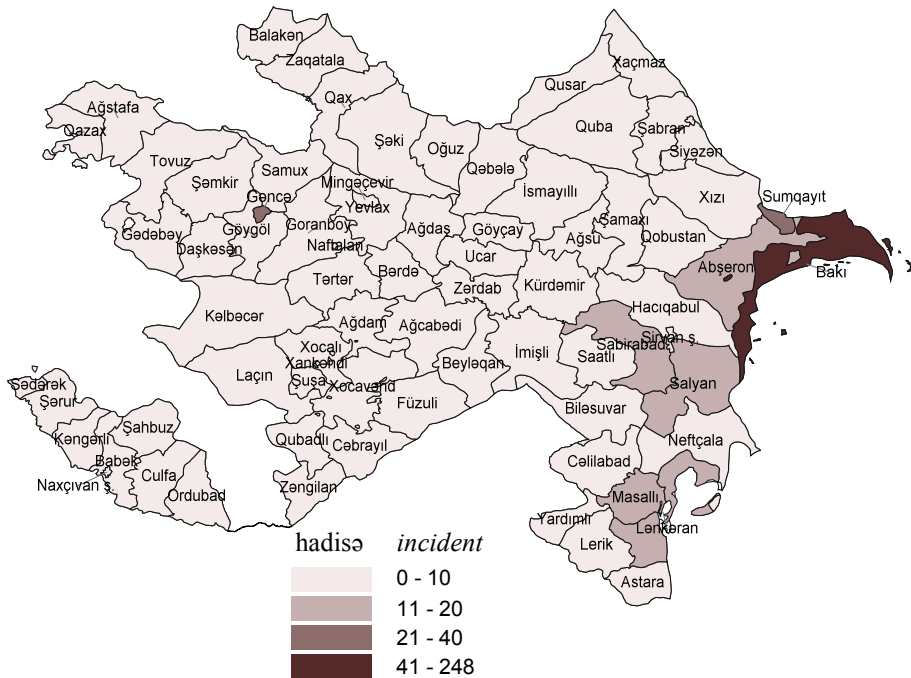 Balakən
Zaqatala
Xaçmaz
Qusar
Qax
Ağstafa
Quba
Qazax
Şabran
Şəki
Oğuz
Siyəzən
Tovuz
Qəbələ
Samux
Mingəçevir
Şəmkir
İsmayıllı
Xızı
Sumqayıt
Gəncə
Yevlax
Goranboy
Ağdaş
Göyçay
Şamaxı
Gədəbəy
Göygöl
Ağsu
Qobustan
Daşkəsən
Naftalan
Ucar
Abşeron
Bakı
Tərtər
Bərdə
Zərdab
Kürdəmir
Hacıqabul
Kəlbəcər
Ağdam
Ağcabədi
Şirvan ş.
Xocalı
İmişli
Sabirabad
Xankəndi
Beyləqan
Saatlı
Laçın
Şuşa
Xocavənd
Salyan
Sədərək
Şərur
Füzuli
Biləsuvar
Şahbuz
Kəngərli
Qubadlı
Cəbrayıl
Neftçala
Babək
Culfa
Cəlilabad
Naxçıvan ş.
Ordubad
Zəngilan
Masallı
Yardımlı
Lənkəran
Lerik
Astara
hadisə incident
0 - 10
11 - 20
21 - 40
41 - 248